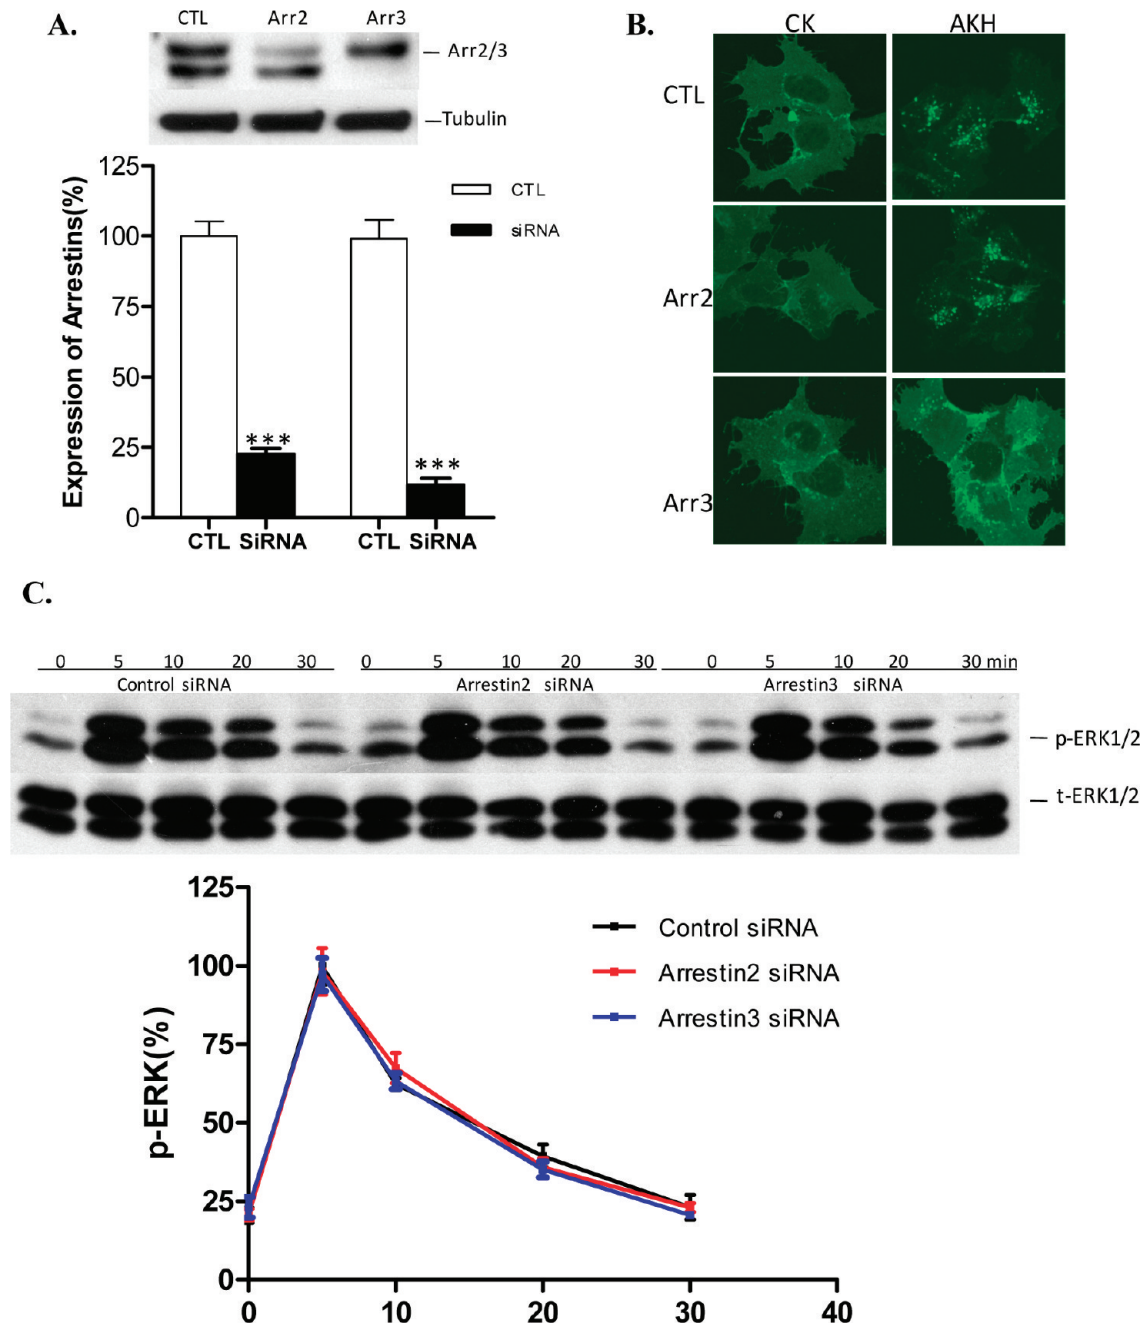 A.
CTL Arr2 Arr3
Arr2/3
Tubulin
Expression of Arrestins(%)
125
100
75
50
25
0
CTL
siRNA
***
***
CTL SiRNA CTL SiRNA
B.
CK AKH
CTL
Arr2
Arr3
C.
0 5 10 20 30 0 5 10 20 30 0 5 10 20 30 min
Control siRNA Arrestin2 siRNA Arrestin3 siRNA
p-ERK1/2
t-ERK1/2
p-ERK(%)
125
100
75
50
25
0
Control siRNA
Arrestin2 siRNA
Arrestin3 siRNA
0 10 20 30 40